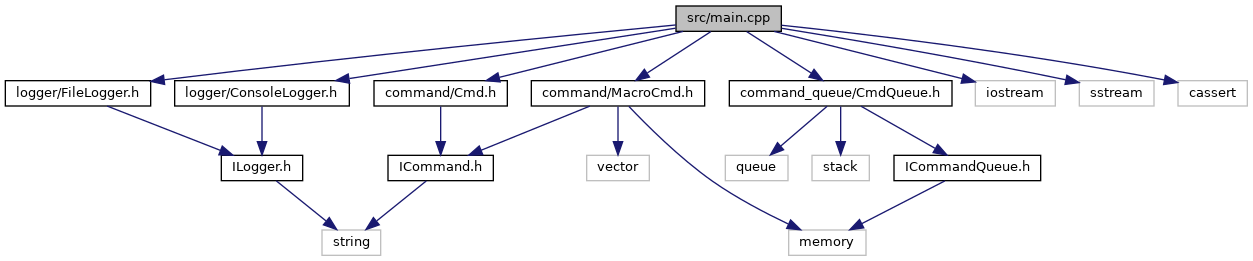 src/main.cpp
logger/FileLogger.h
logger/ConsoleLogger.h
command/Cmd.h
command/MacroCmd.h
command_queue/CmdQueue.h
iostream
sstream
cassert
ILogger.h
ICommand.h
vector
queue
stack
ICommandQueue.h
string
memory